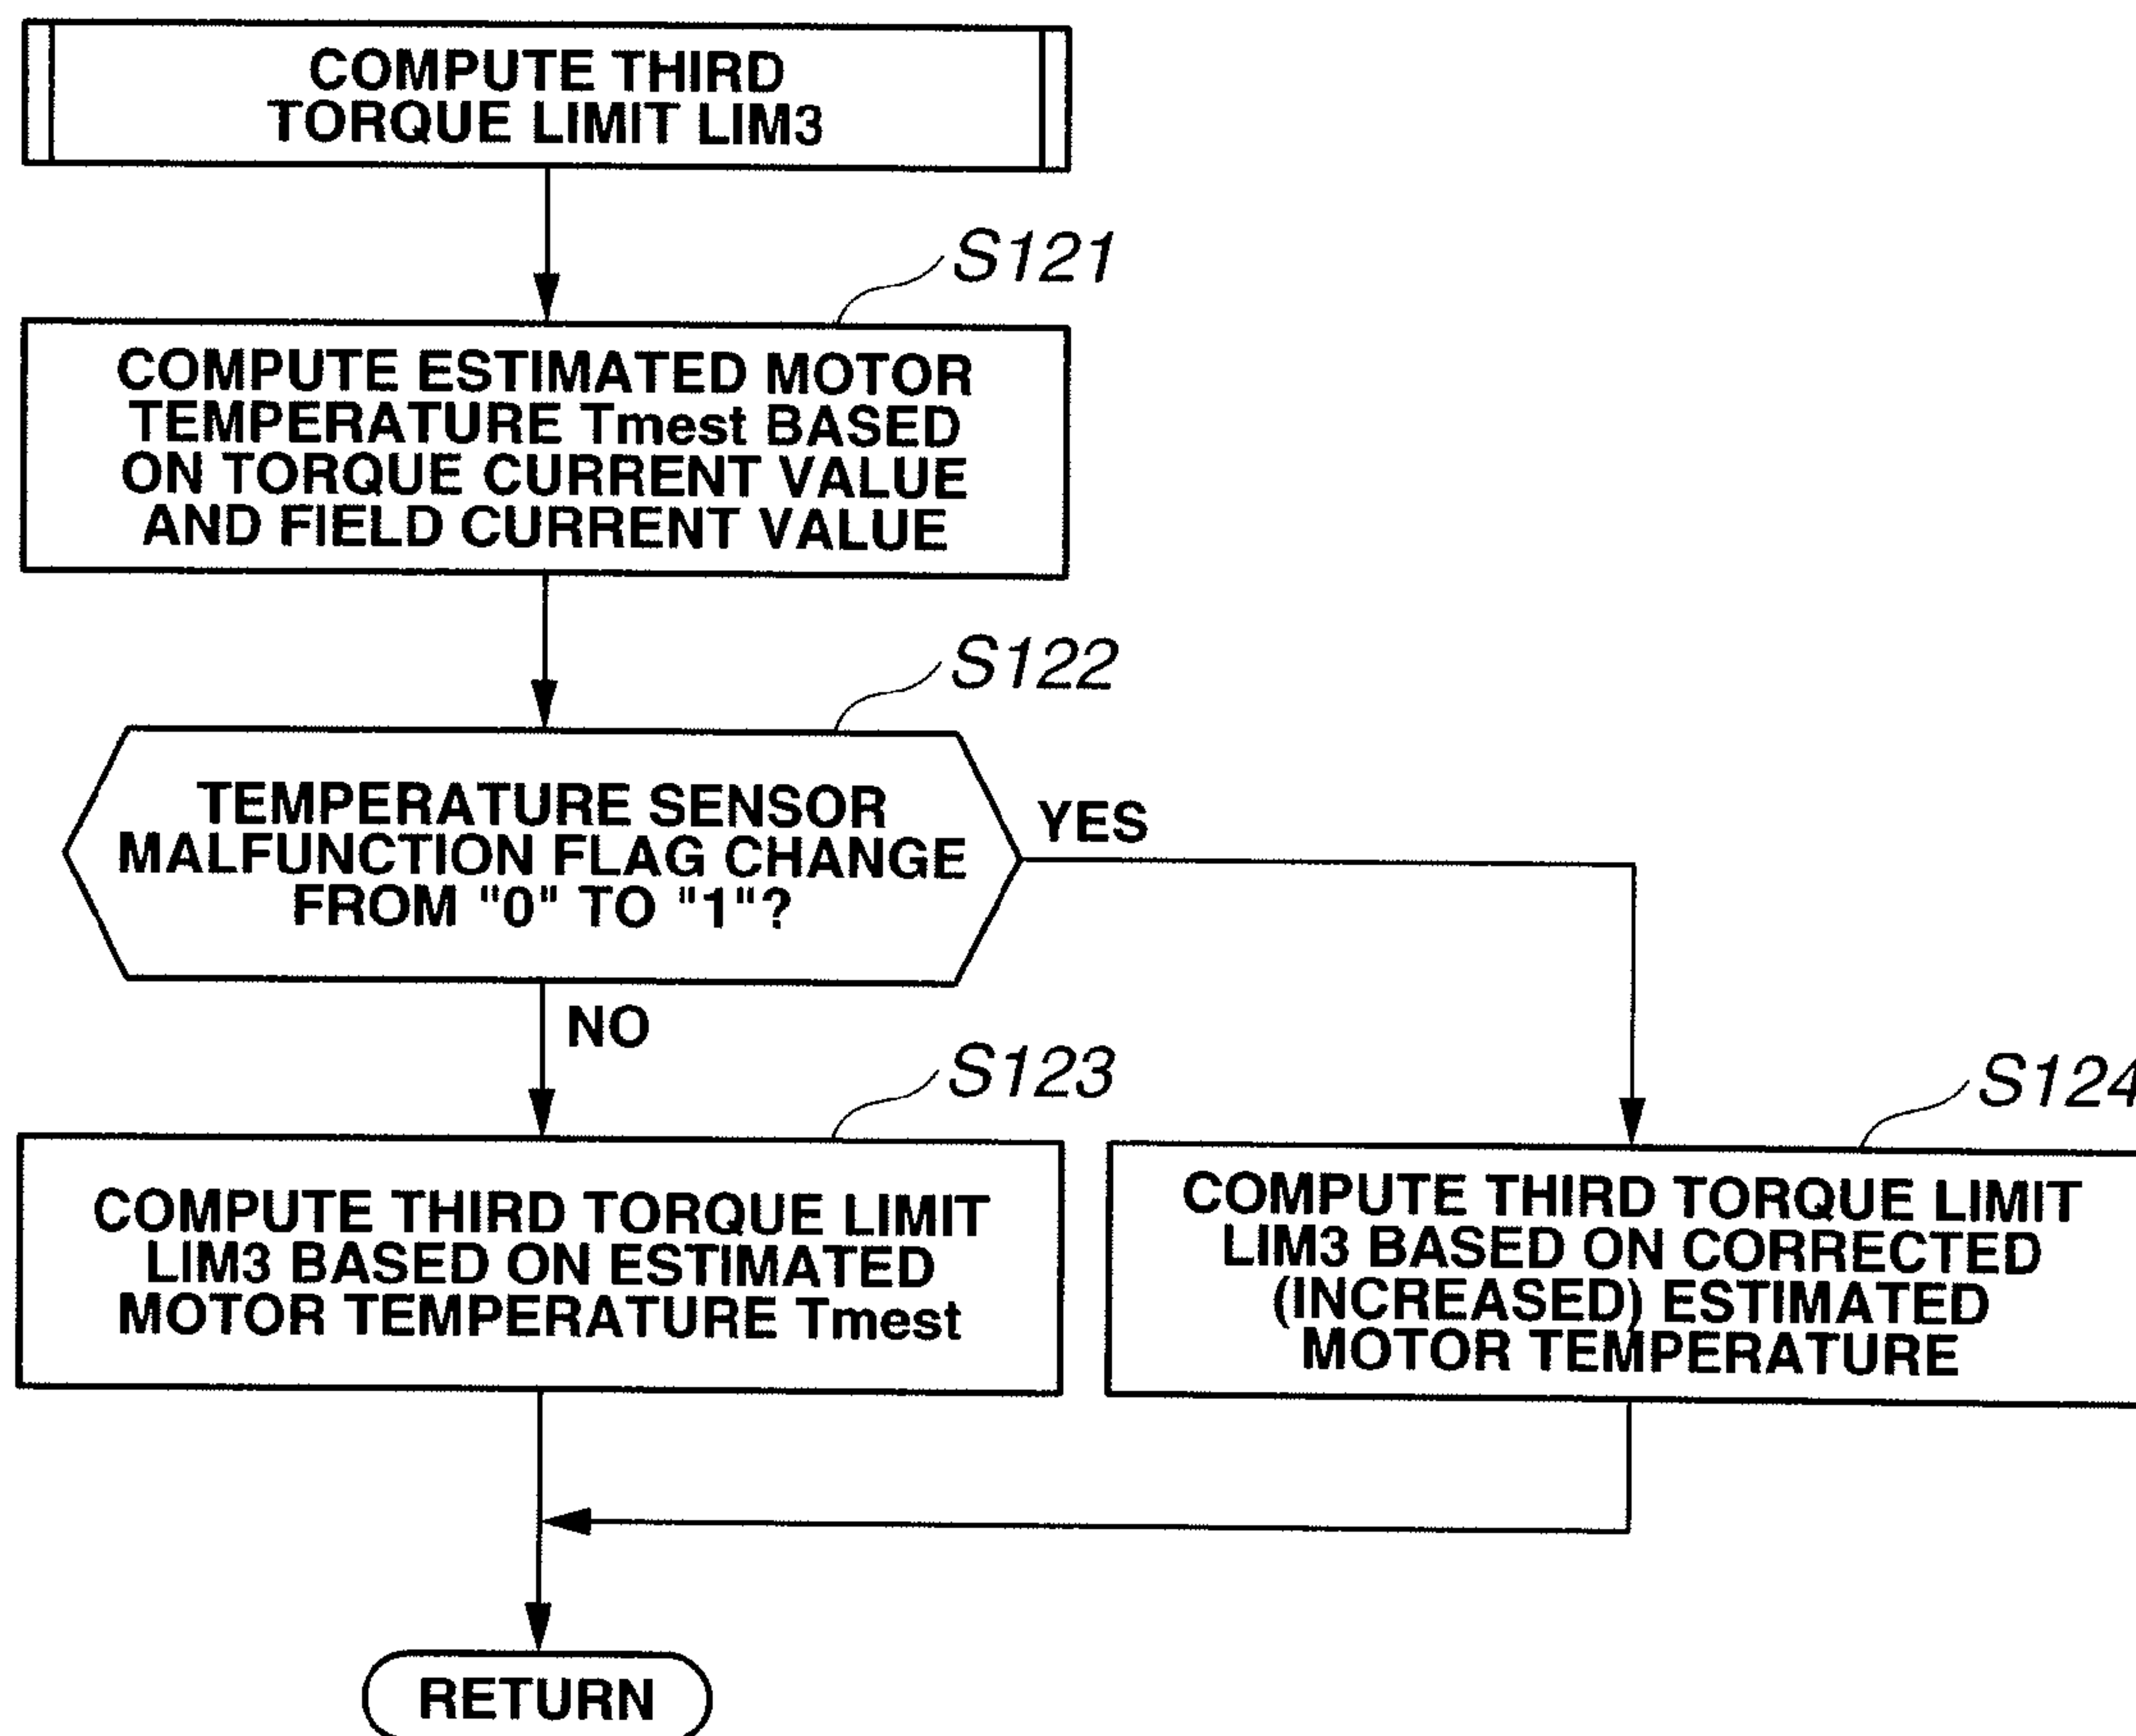 COMPUTE THIRD
TORQUE LIMIT LIM3
S121
COMPUTE ESTIMATED MOTOR
TEMPERATURE Tmest BASED
ON TORQUE CURRENT VALUE
AND FIELD CURRENT VALUE
S122
TEMPERATURE SENSOR
MALFUNCTION FLAG CHANGE
FROM "0" TO "1"?
YES
NO
S123
COMPUTE THIRD TORQUE LIMIT
LIM3 BASED ON ESTIMATED
MOTOR TEMPERATURE Tmest
S124
COMPUTE THIRD TORQUE LIMIT
LIM3 BASED ON CORRECTED
(INCREASED) ESTIMATED
MOTOR TEMPERATURE
RETURN